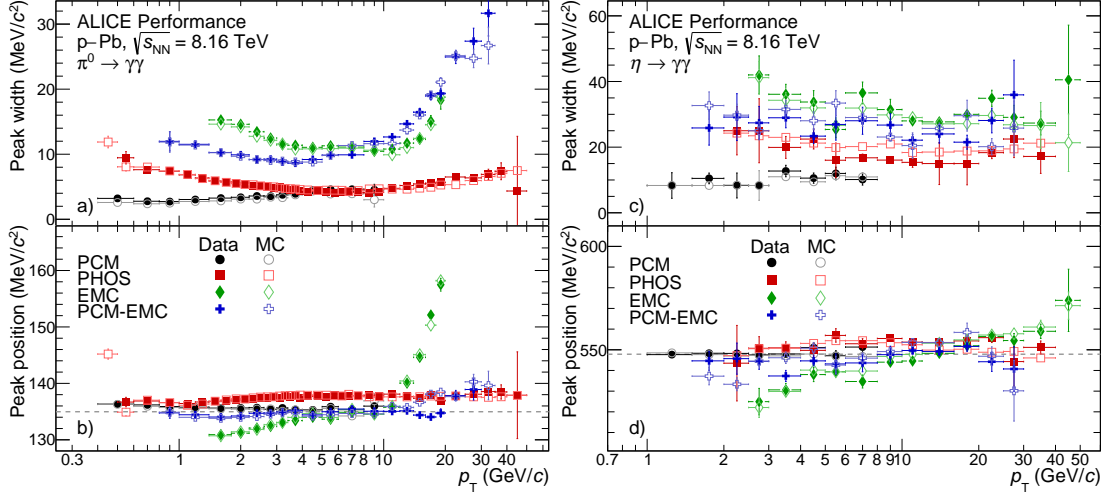 Peak width (MeV/c²)
60
40
20
0
30
20
10
0
ALICE Performance
p–Pb, √sNN = 8.16 TeV
π⁰ → γγ
a)
Peak position (MeV/c²)
160
150
140
130
Data MC
PCM
PHOS
EMC
PCM-EMC
b)
0.3 1 2 3 4 5 6 7 8 10 20 30 40
pT (GeV/c)
Peak width (MeV/c²)
ALICE Performance
p–Pb, √sNN = 8.16 TeV
η → γγ
c)
Peak position (MeV/c²)
600
550
Data MC
PCM
PHOS
EMC
PCM-EMC
d)
0.7 1 2 3 4 5 6 7 8 910 20 30 50
pT (GeV/c)